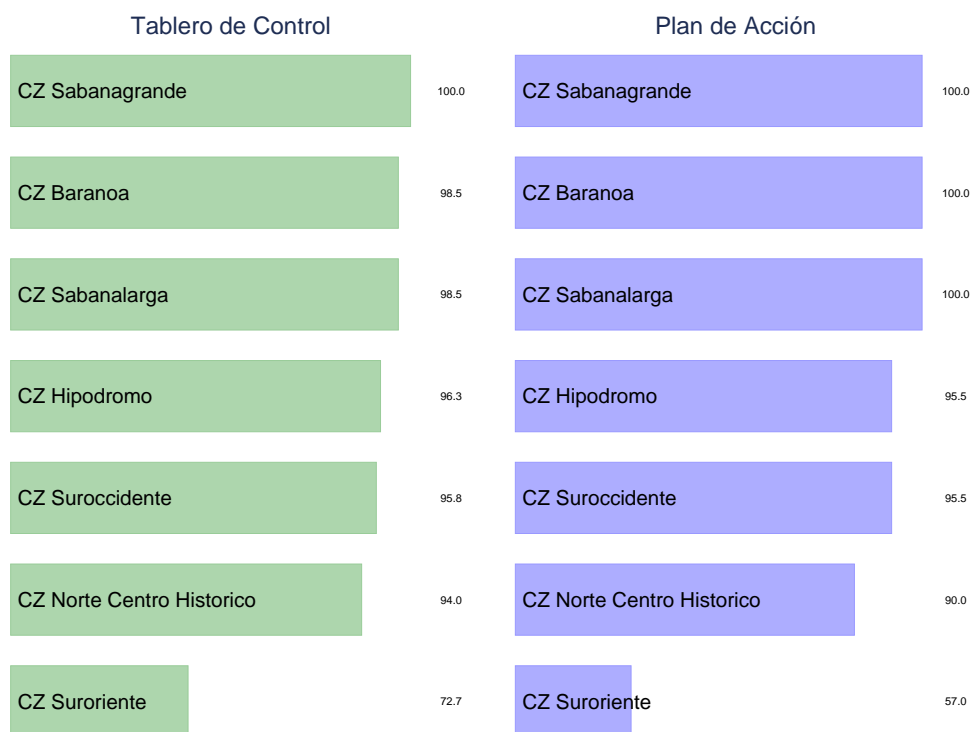 Tablero de Control
CZ Sabanagrande 100.0
CZ Baranoa 98.5
CZ Sabanalarga 98.5
CZ Hipodromo 96.3
CZ Suroccidente 95.8
CZ Norte Centro Historico 94.0
CZ Suroriente 72.7
Plan de Acción
CZ Sabanagrande 100.0
CZ Baranoa 100.0
CZ Sabanalarga 100.0
CZ Hipodromo 95.5
CZ Suroccidente 95.5
CZ Norte Centro Historico 90.0
CZ Suroriente 57.0